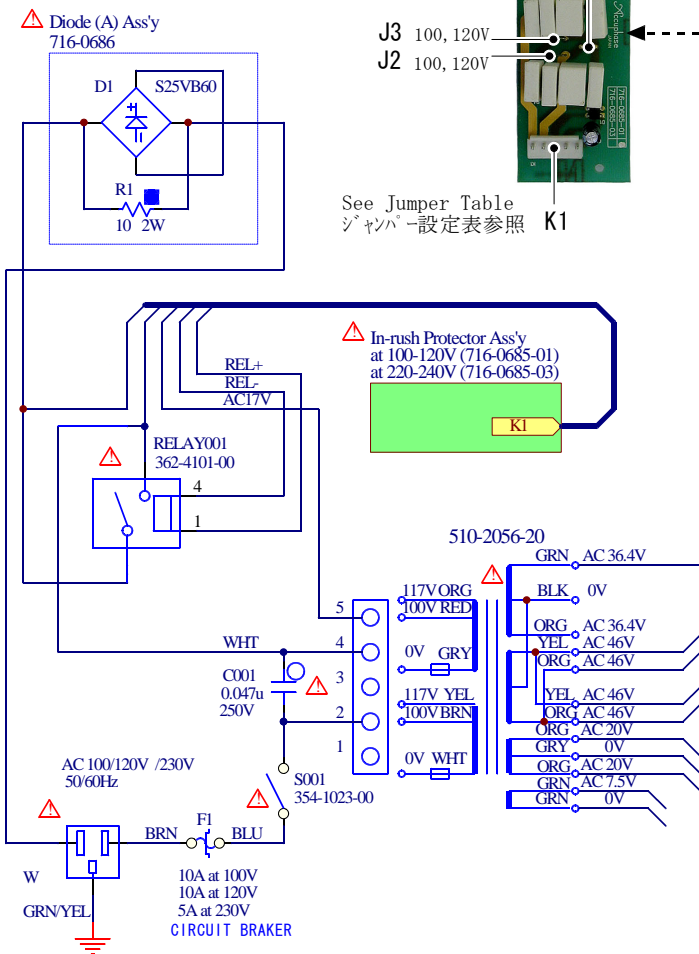 Diode (A) Ass'y
716-0686
D1
S25VB60
R1
10 2W
J3 100,120V
J2 100,120V
Accuphase
716-0685-01
716-0685-03
See Jumper Table
ジャンパー設定表参照
K1
In-rush Protector Ass'y
at 100-120V (716-0685-01)
at 220-240V (716-0685-03)
K1
REL+
REL-
AC17V
RELAY001
362-4101-00
4
1
510-2056-20
GRN AC 36.4V
BLK 0V
ORG AC 36.4V
YEL AC 46V
ORG AC 46V
YEL AC 46V
ORG AC 46V
ORG AC 20V
GRY 0V
ORG AC 20V
GRN AC 7.5V
GRN 0V
117V ORG
100V RED
0V GRY
117V YEL
100V BRN
0V WHT
5
4
3
2
1
WHT
C001
0.047u
250V
AC 100/120V /230V
50/60Hz
S001
354-1023-00
F1
BRN
BLU
W
GRN/YEL
10A at 100V
10A at 120V
5A at 230V
CIRCUIT BRAKER